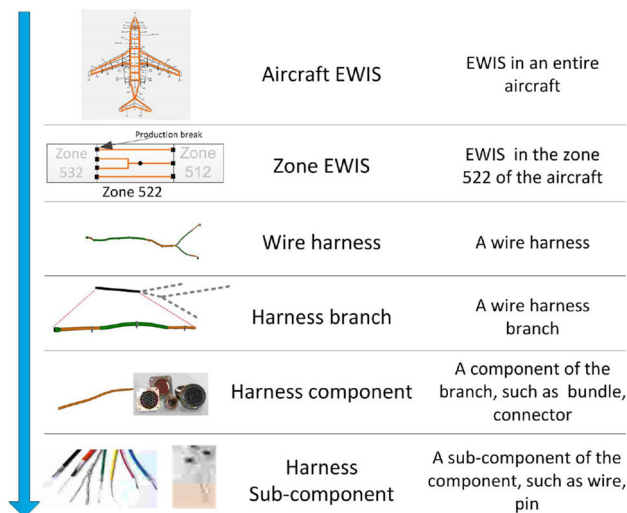 Aircraft EWIS
EWIS in an entire
aircraft
Production break
Zone
532
Zone
512
Zone 522
Zone EWIS
EWIS in the zone
522 of the aircraft
Wire harness
A wire harness
Harness branch
A wire harness
branch
Harness component
A component of the
branch, such as bundle,
connector
Harness
Sub-component
A sub-component of the
component, such as wire,
pin